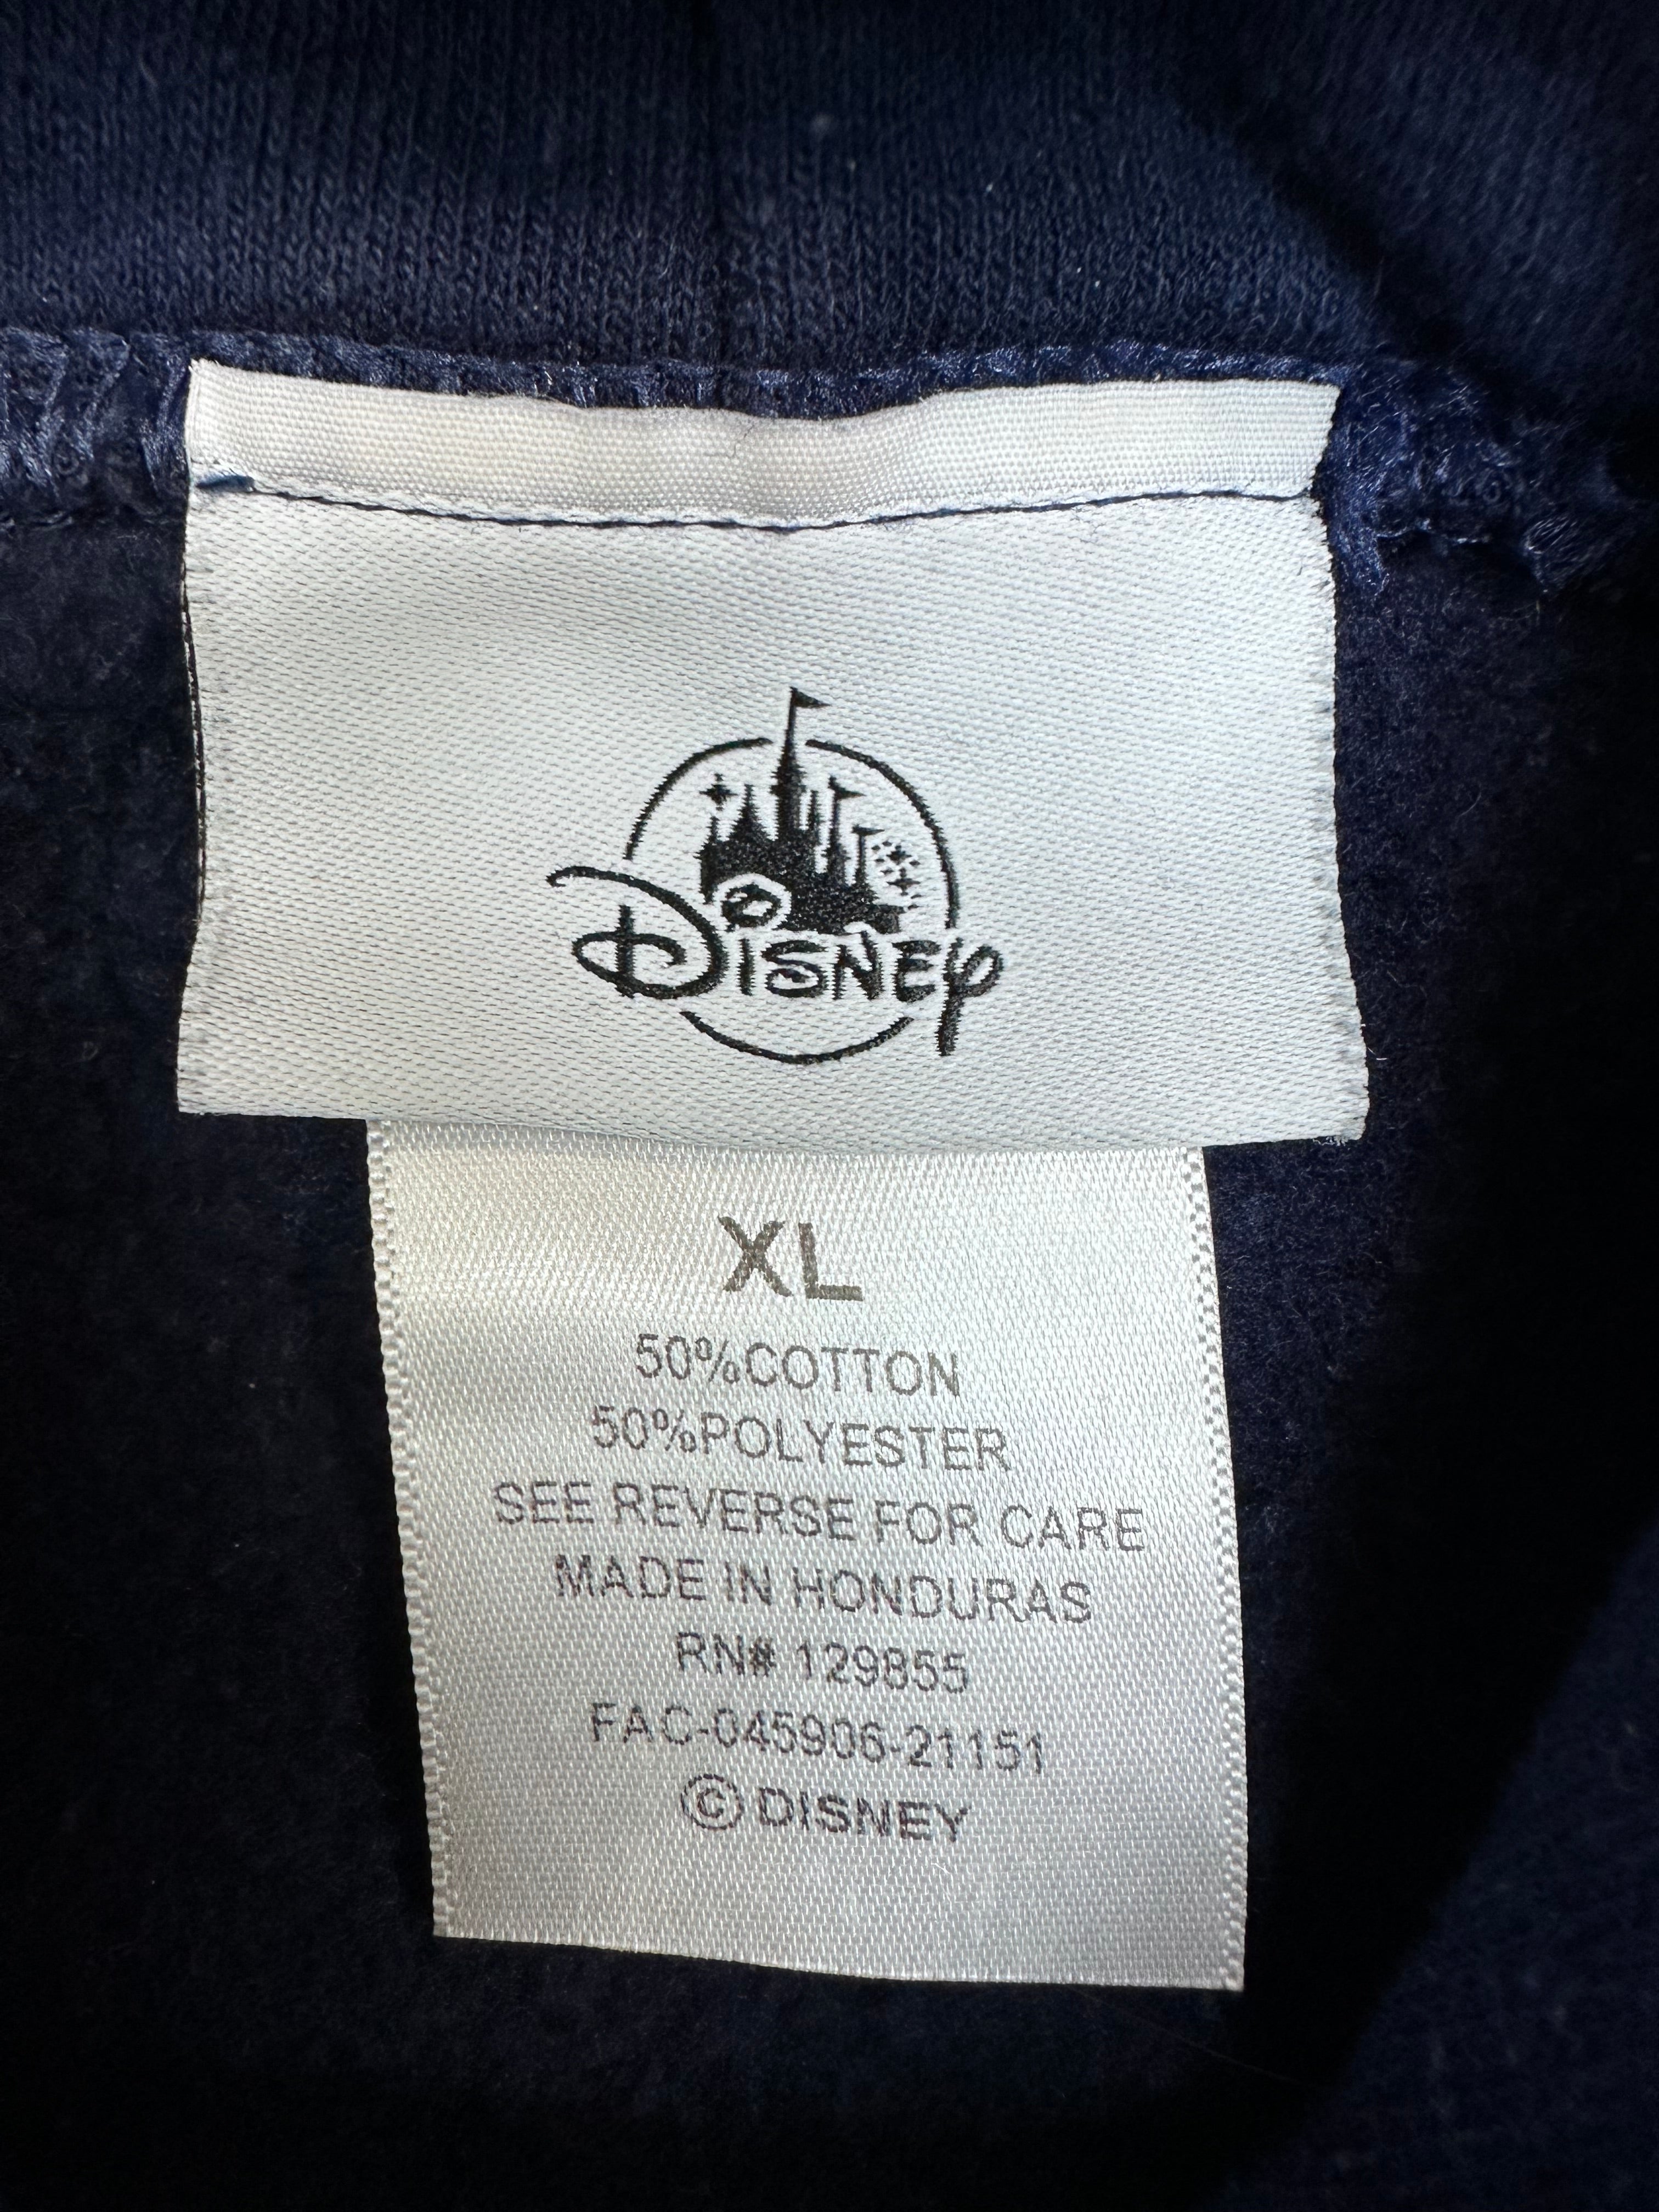 Disney
XL
50%COTTON
50%POLYESTER
SEE REVERSE FOR CARE
MADE IN HONDURAS
RN# 129855
FAC-045906-21151
©DISNEY